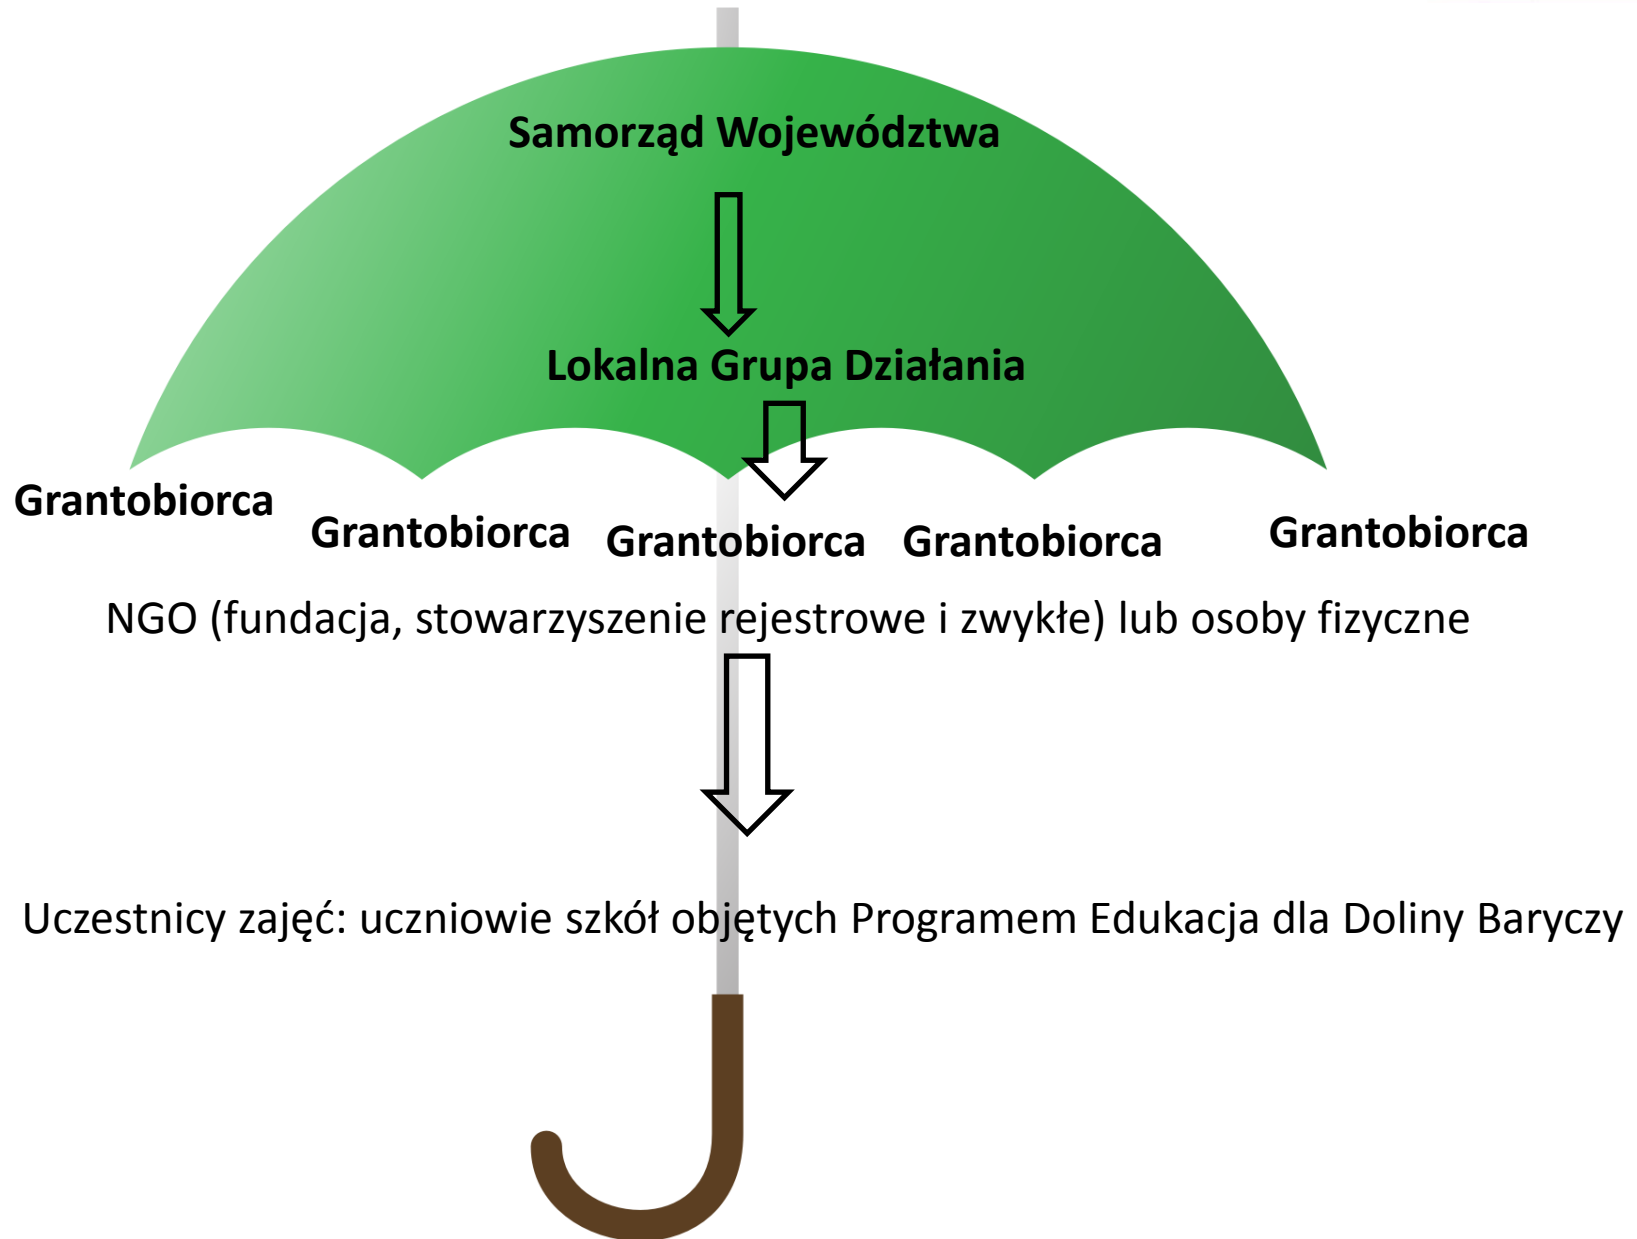 Samorząd Województwa
Lokalna Grupa Działania
Grantobiorca
Grantobiorca
Grantobiorca
Grantobiorca
Grantobiorca
NGO (fundacja, stowarzyszenie rejestrowe i zwykłe) lub osoby fizyczne
Uczestnicy zajęć: uczniowie szkół objętych Programem Edukacja dla Doliny Baryczy